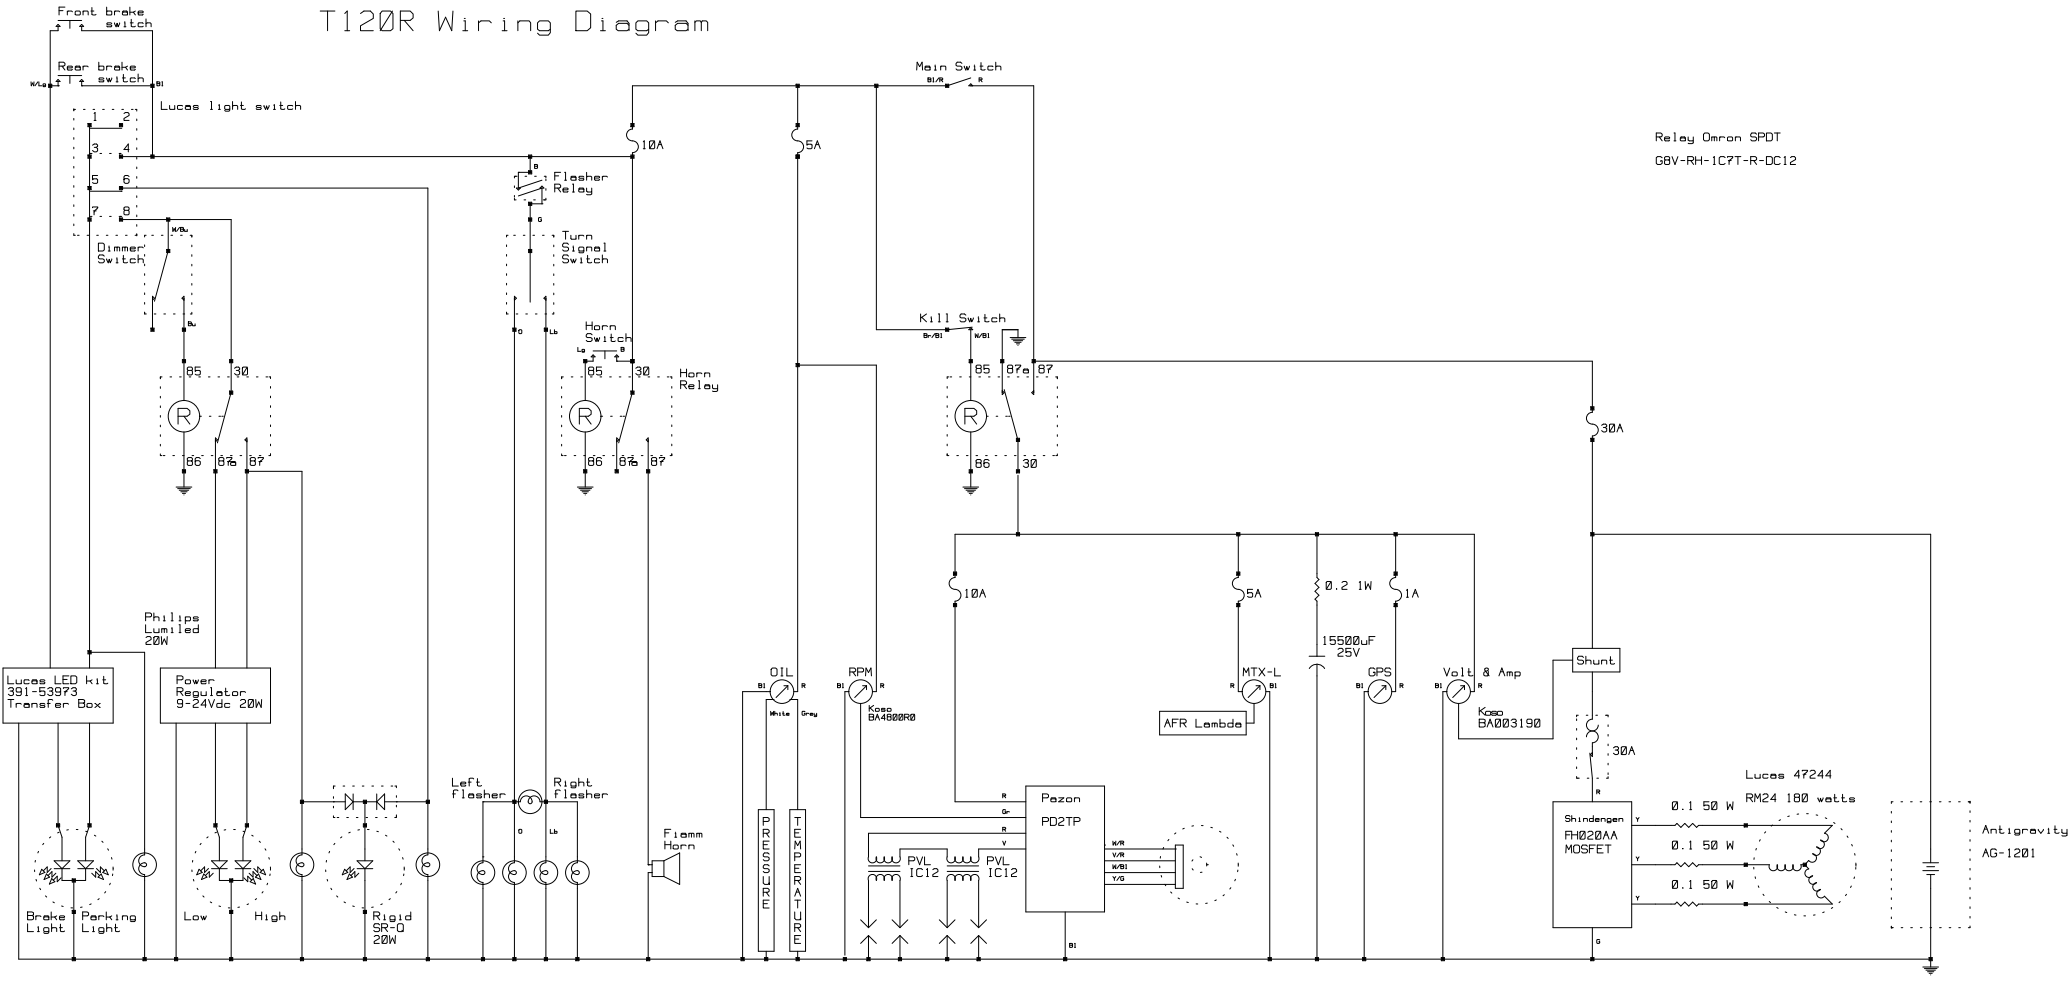 T120R Wiring Diagram
Front brake
switch
Rear brake
switch
W/Lg
Bl
Lucas light switch
1 2
3 4
5 6
7 8
W/Bu
Dimmer
Switch
Bu
85 30
R
86 87a 87
10A
B
Flasher
Relay
G
Turn
Signal
Switch
O Lb
Horn
Switch
Lg B
85 30
Horn
Relay
R
86 87a 87
5A
Main Switch
Bl/R R
Kill Switch
Br/Bl W/Bl
85 87a 87
R
86 30
Relay Omron SPDT
G8V-RH-1C7T-R-DC12
30A
10A
5A
0.2 1W
1A
15500uF
25V
Philips
Lumiled
20W
Lucas LED kit
391-53973
Transfer Box
Power
Regulator
9-24Vdc 20W
OIL
Bl R
White Grey
RPM
Bl R
Koso
BA4800R0
MTX-L
R Bl
AFR Lambda
GPS
Bl R
Volt & Amp
Bl R
Koso
BA003190
Shunt
30A
R
Left
flasher
Right
flasher
O Lb
Fiamm
Horn
PRESSURE
TEMPERATURE
R
Gr
R
V
Pazon
PD2TP
W/R
V/R
W/Bl
Y/G
Bl
PVL
IC12
PVL
IC12
Shindengen
FH020AA
MOSFET
Y
Y
Y
G
0.1 50 W
0.1 50 W
0.1 50 W
Lucas 47244
RM24 180 watts
Antigravity
AG-1201
Brake
Light
Parking
Light
Low
High
Rigid
SR-Q
20W